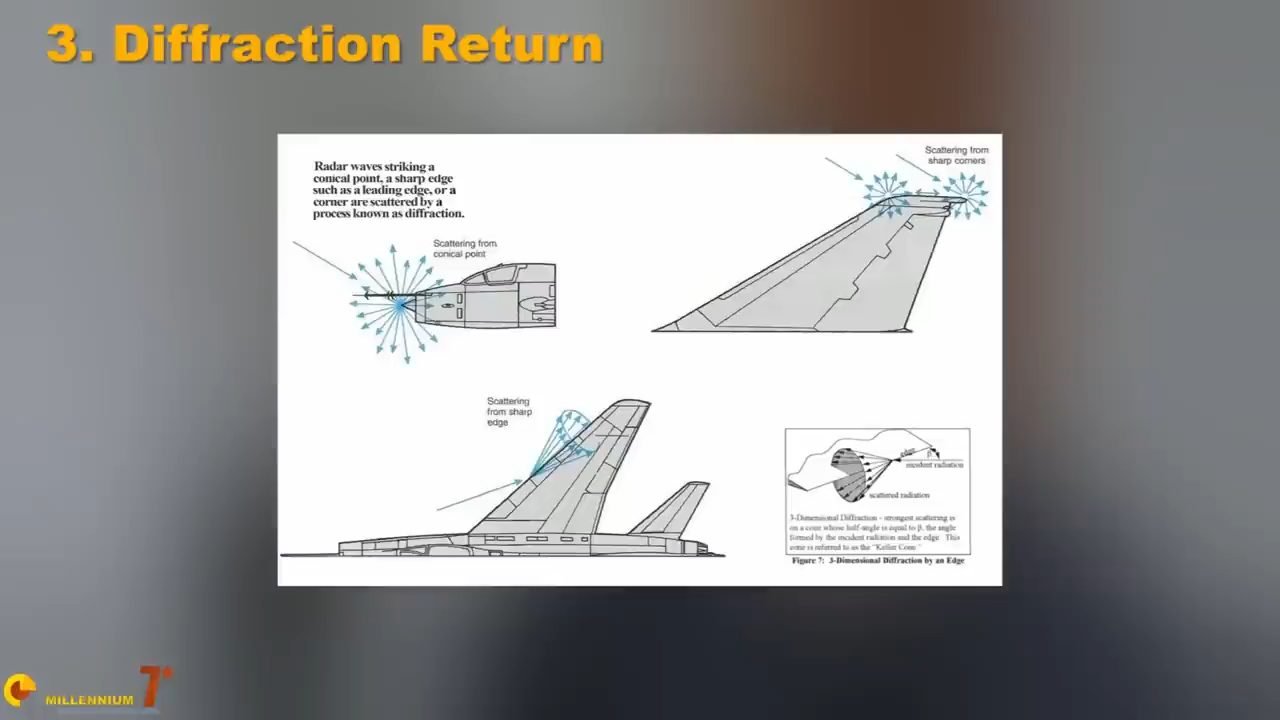 3. Diffraction Return
Radar waves striking a
conical point, a sharp edge
such as a leading edge, or a
corner are scattered by a
process known as diffraction.
Scattering from
conical point
Scattering from
sharp corners
Scattering
from sharp
edge
edge
β
incident radiation
scattered radiation
3-Dimensional Diffraction - strongest scattering is
on a cone whose half-angle is equal to β, the angle
formed by the incident radiation and the edge. This
cone is referred to as the "Keller Cone."
Figure 7: 3-Dimensional Diffraction by an Edge
MILLENNIUM 7*